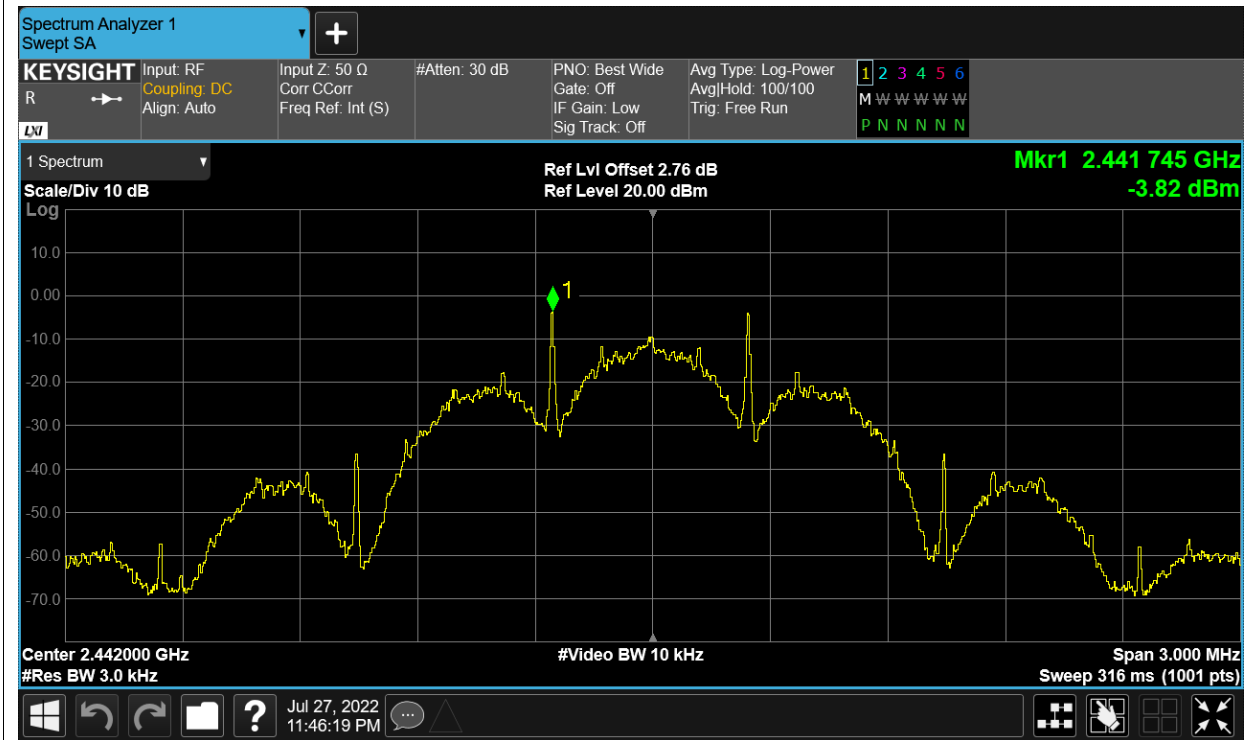 Spectrum Analyzer 1
Swept SA
+
KEYSIGHT
R
LXI
Input: RF
Coupling: DC
Align: Auto
Input Z: 50 Ω
Corr CCorr
Freq Ref: Int (S)
#Atten: 30 dB
PNO: Best Wide
Gate: Off
IF Gain: Low
Sig Track: Off
Avg Type: Log-Power
Avg|Hold: 100/100
Trig: Free Run
1 2 3 4 5 6
M W W W W W
P N N N N N
1 Spectrum
Scale/Div 10 dB
Log
Ref Lvl Offset 2.76 dB
Ref Level 20.00 dBm
Mkr1 2.441 745 GHz
-3.82 dBm
10.0
0.00
1
-10.0
-20.0
-30.0
-40.0
-50.0
-60.0
-70.0
Center 2.442000 GHz
#Video BW 10 kHz
Span 3.000 MHz
#Res BW 3.0 kHz
Sweep 316 ms (1001 pts)
?
Jul 27, 2022
11:46:19 PM